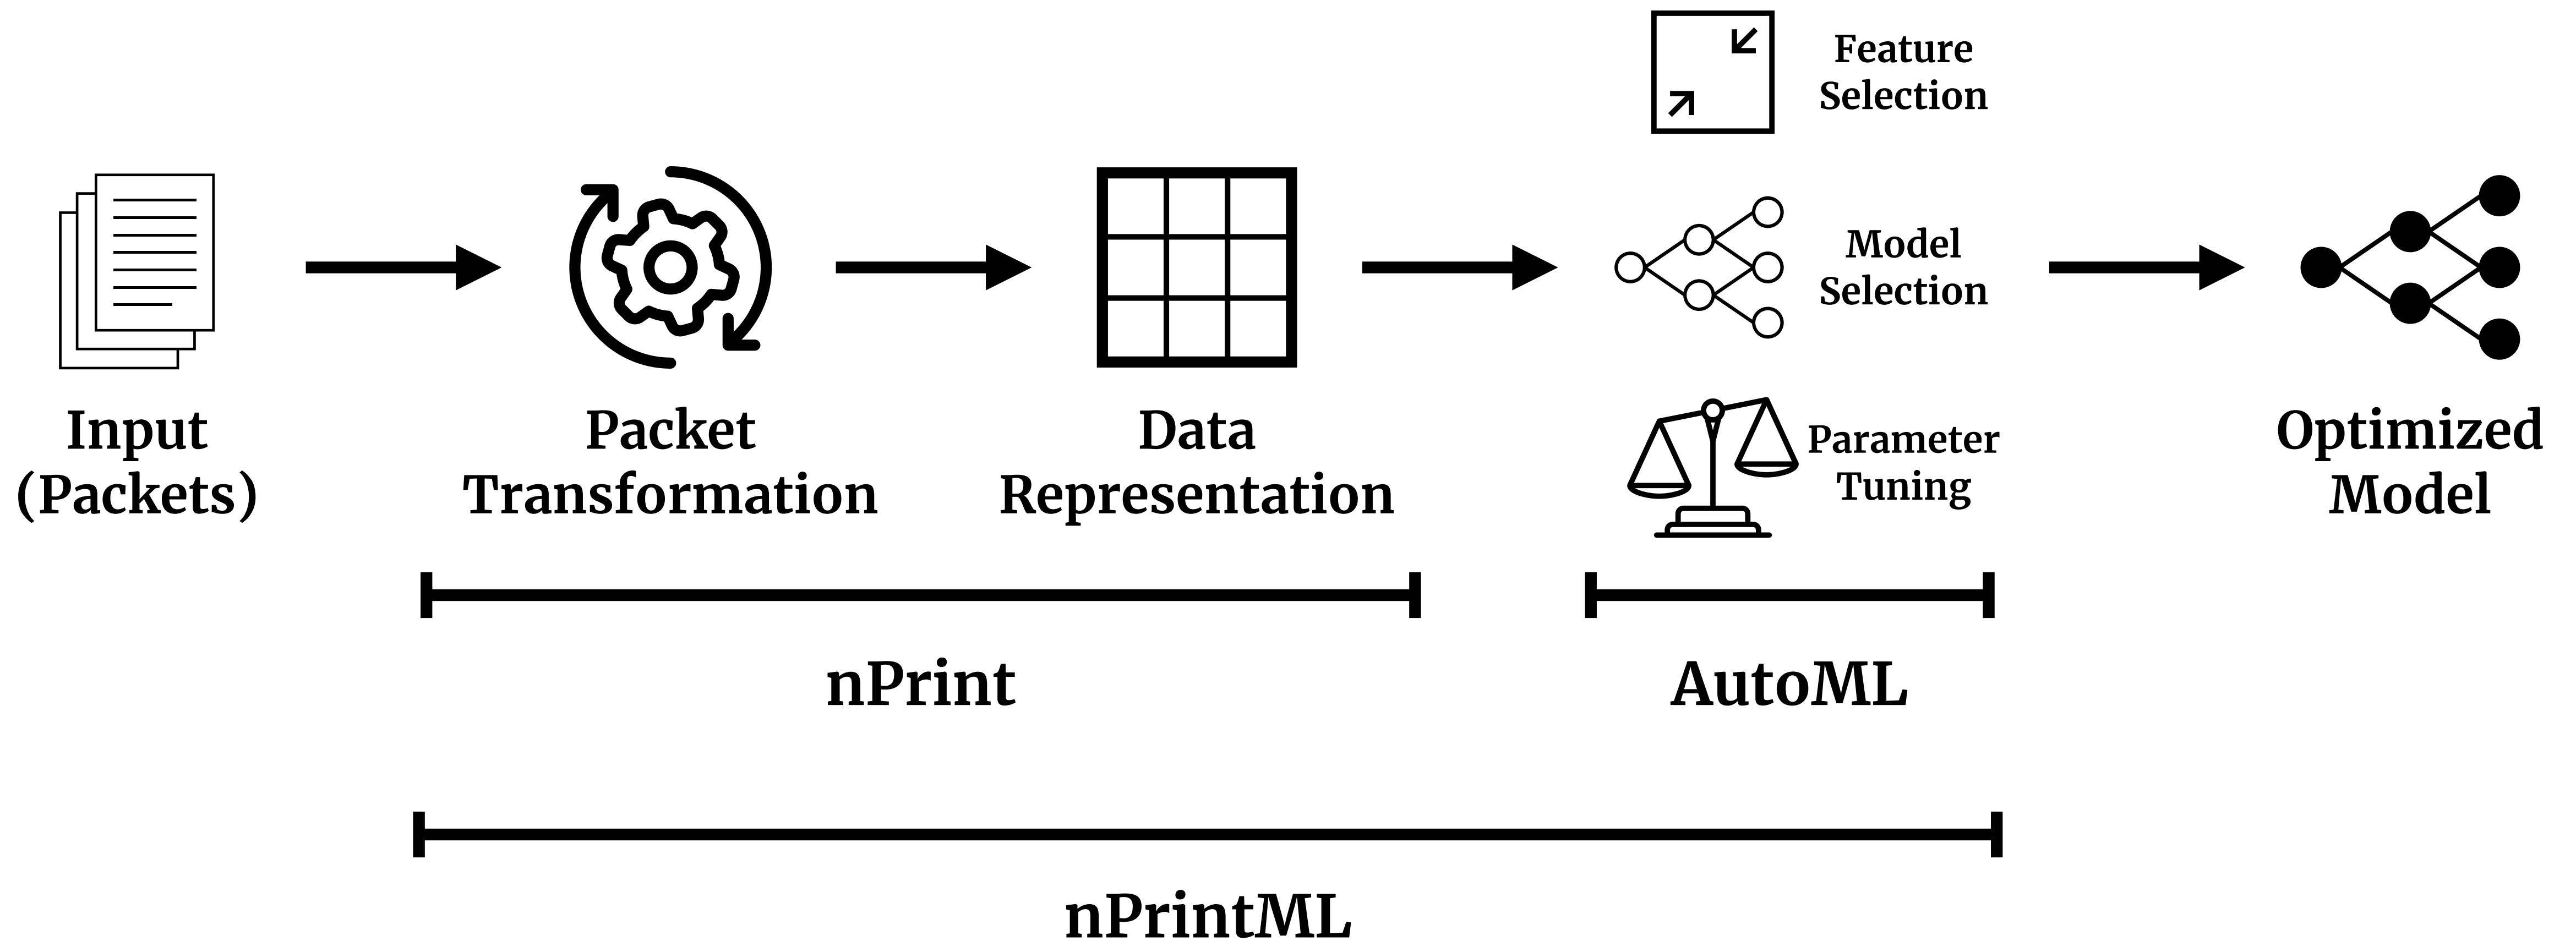 Input
(Packets)
Packet
Transformation
Data
Representation
Feature
Selection
Model
Selection
Parameter
Tuning
Optimized
Model
nPrint
AutoML
nPrintML